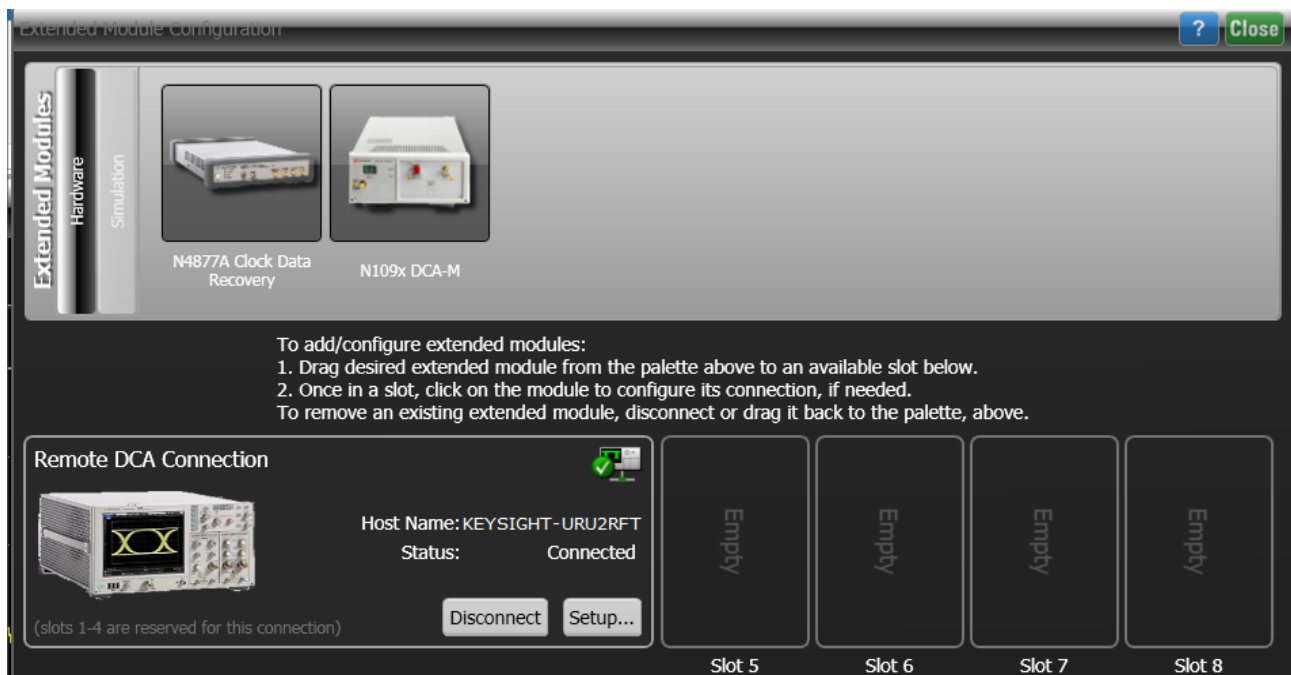 Extended Module Configuration
? Close
Extended Modules
Hardware
Simulation
N4877A Clock Data
Recovery
N109x DCA-M
To add/configure extended modules:
1. Drag desired extended module from the palette above to an available slot below.
2. Once in a slot, click on the module to configure its connection, if needed.
To remove an existing extended module, disconnect or drag it back to the palette, above.
Remote DCA Connection
Host Name: KEYSIGHT-URU2RFT
Status: Connected
Disconnect Setup...
(slots 1-4 are reserved for this connection)
Empty
Empty
Empty
Empty
Slot 5 Slot 6 Slot 7 Slot 8